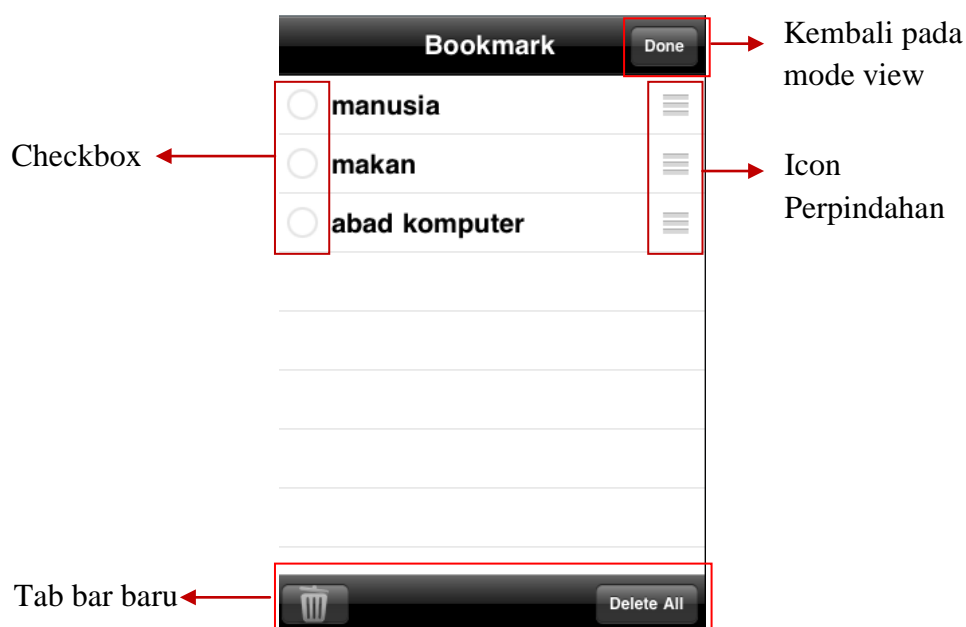 Bookmark
Done
Kembali pada
mode view
manusia
Checkbox
makan
Icon
Perpindahan
abad komputer
Tab bar baru
Delete All